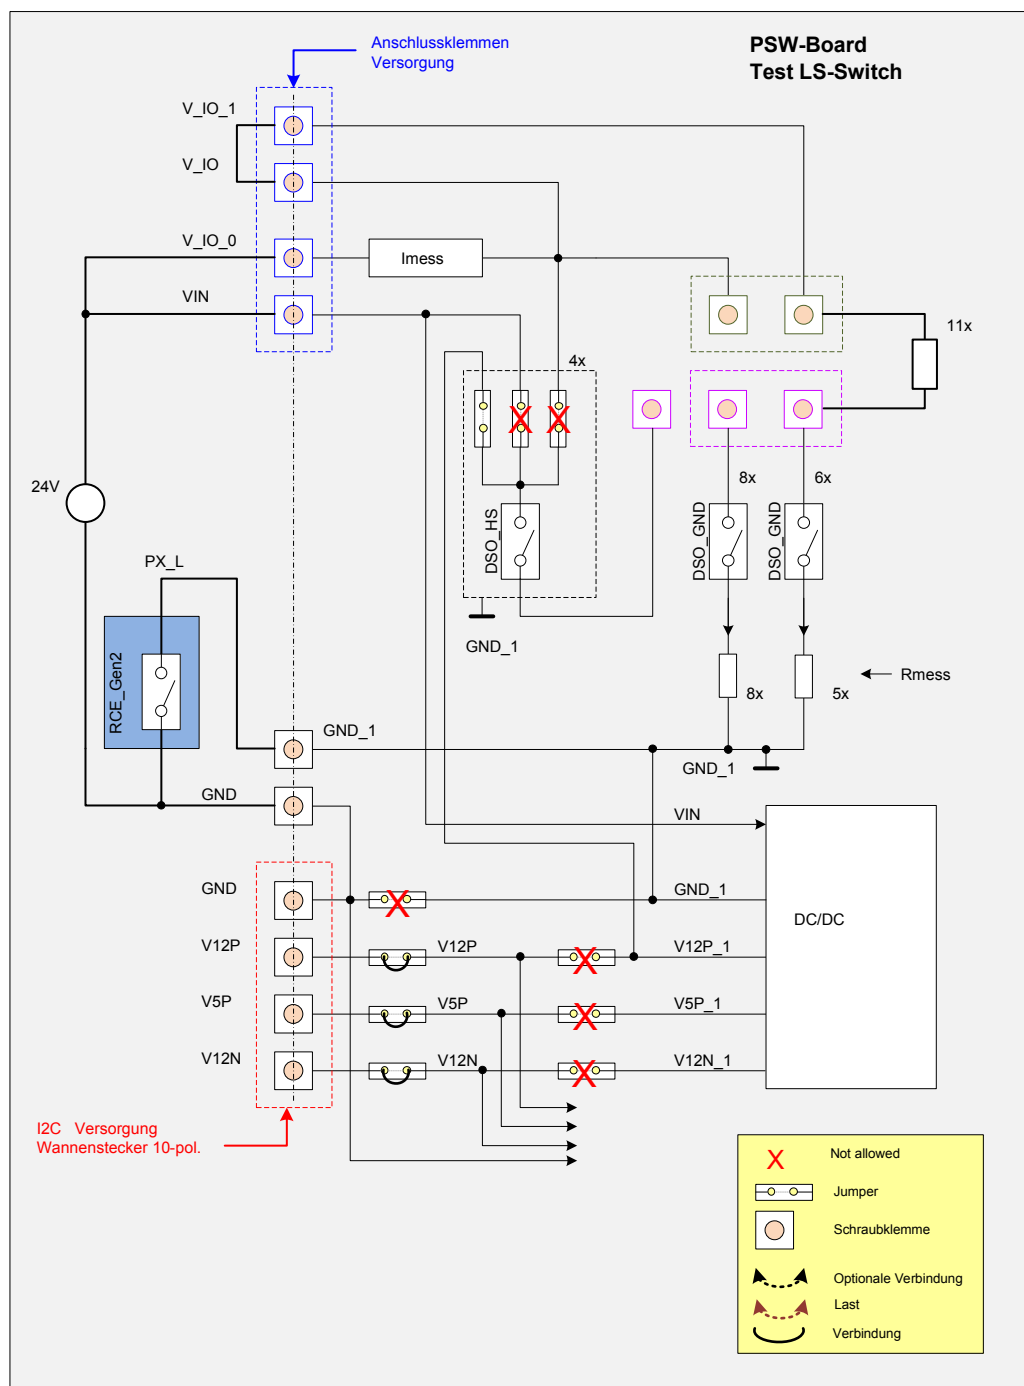 Anschlussklemmen
Versorgung
PSW-Board
Test LS-Switch
V_IO_1
V_IO
V_IO_0
Imess
VIN
11x
4x
24V
8x
6x
DSO_HS
DSO_GND
DSO_GND
PX_L
RCE_Gen2
GND_1
Rmess
8x
5x
GND_1
GND_1
GND
VIN
GND
GND_1
DC/DC
V12P
V12P
V12P_1
V5P
V5P
V5P_1
V12N
V12N
V12N_1
I2C Versorgung
Wannenstecker 10-pol.
X Not allowed
Jumper
Schraubklemme
Optionale Verbindung
Last
Verbindung